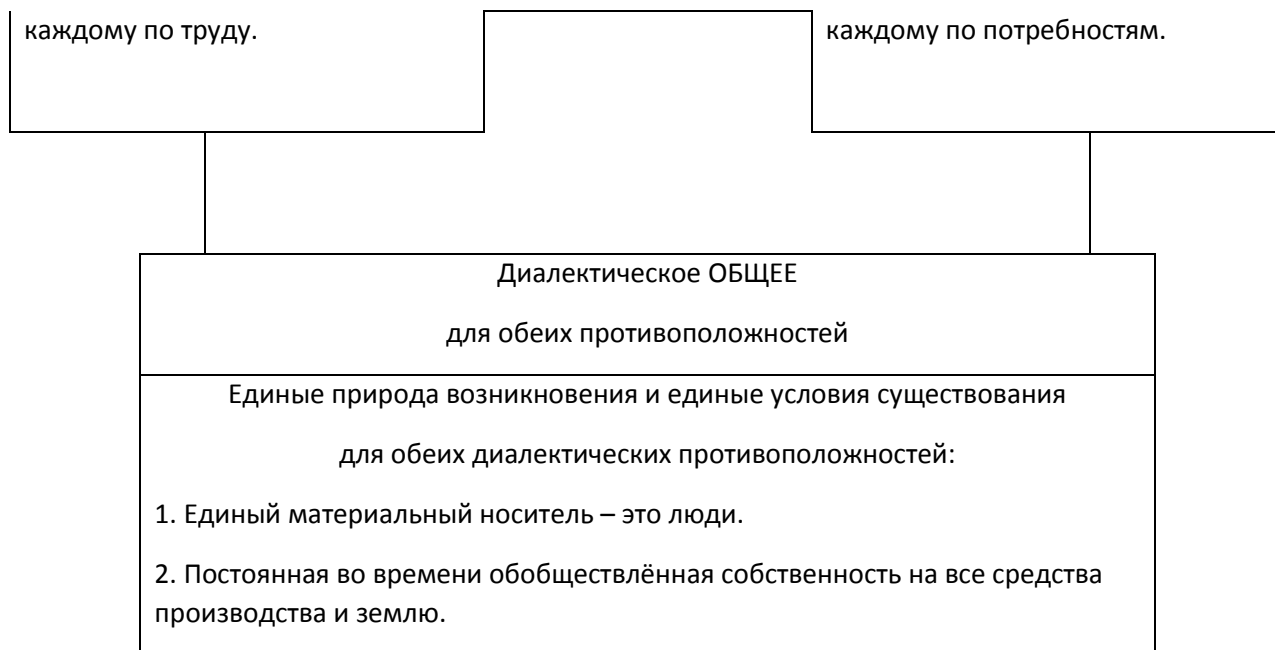 каждому по труду.
каждому по потребностям.
Диалектическое ОБЩЕЕ
для обеих противоположностей
Единые природа возникновения и единые условия существования
для обеих диалектических противоположностей:
1. Единый материальный носитель – это люди.
2. Постоянная во времени обобществлённая собственность на все средства
производства и землю.